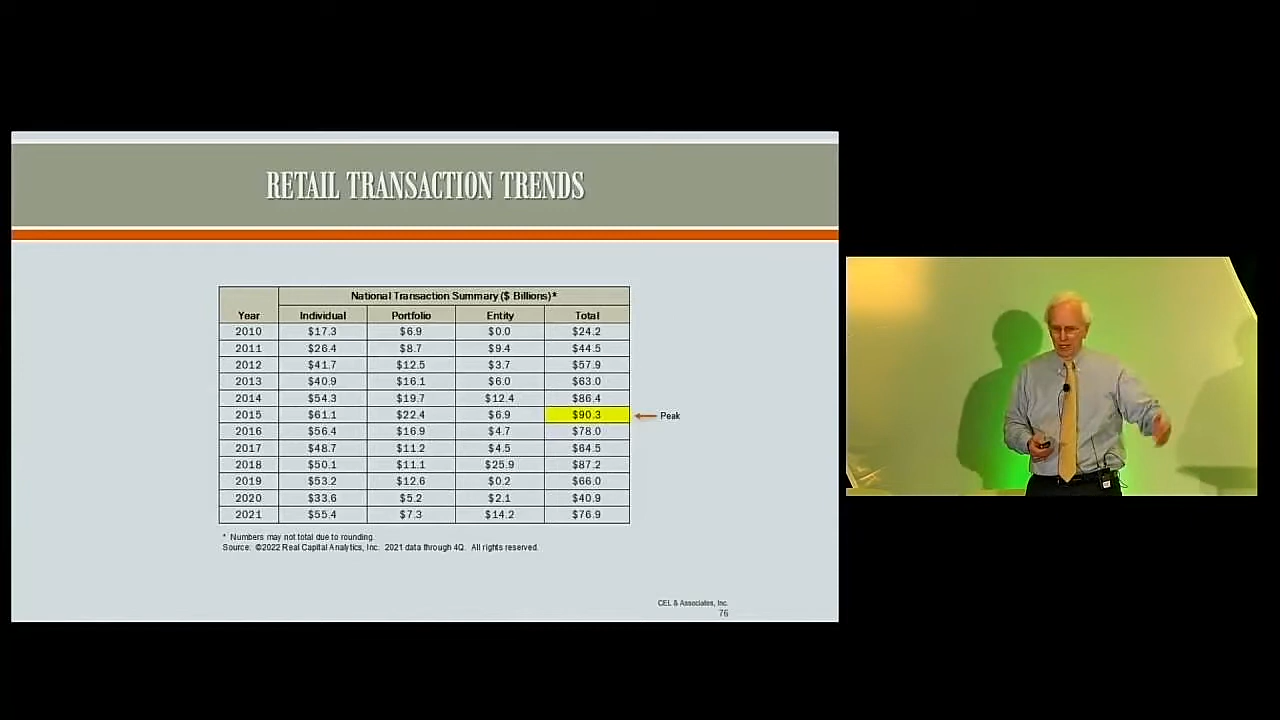 RETAIL TRANSACTION TRENDS
National Transaction Summary ($ Billions)*
Year Individual Portfolio Entity Total
2010 $17.3 $6.9 $0.0 $24.2
2011 $26.4 $8.7 $9.4 $44.5
2012 $41.7 $12.5 $3.7 $57.9
2013 $40.9 $16.1 $6.0 $63.0
2014 $54.3 $19.7 $12.4 $86.4
2015 $61.1 $22.4 $6.9 $90.3 Peak
2016 $56.4 $16.9 $4.7 $78.0
2017 $48.7 $11.2 $4.5 $64.5
2018 $50.1 $11.1 $25.9 $87.2
2019 $53.2 $12.6 $0.2 $66.0
2020 $33.6 $5.2 $2.1 $40.9
2021 $55.4 $7.3 $14.2 $76.9
* Numbers may not total due to rounding.
Source: ©2022 Real Capital Analytics, Inc. 2021 data through 4Q. All rights reserved.
CEL & Associates, Inc.
76